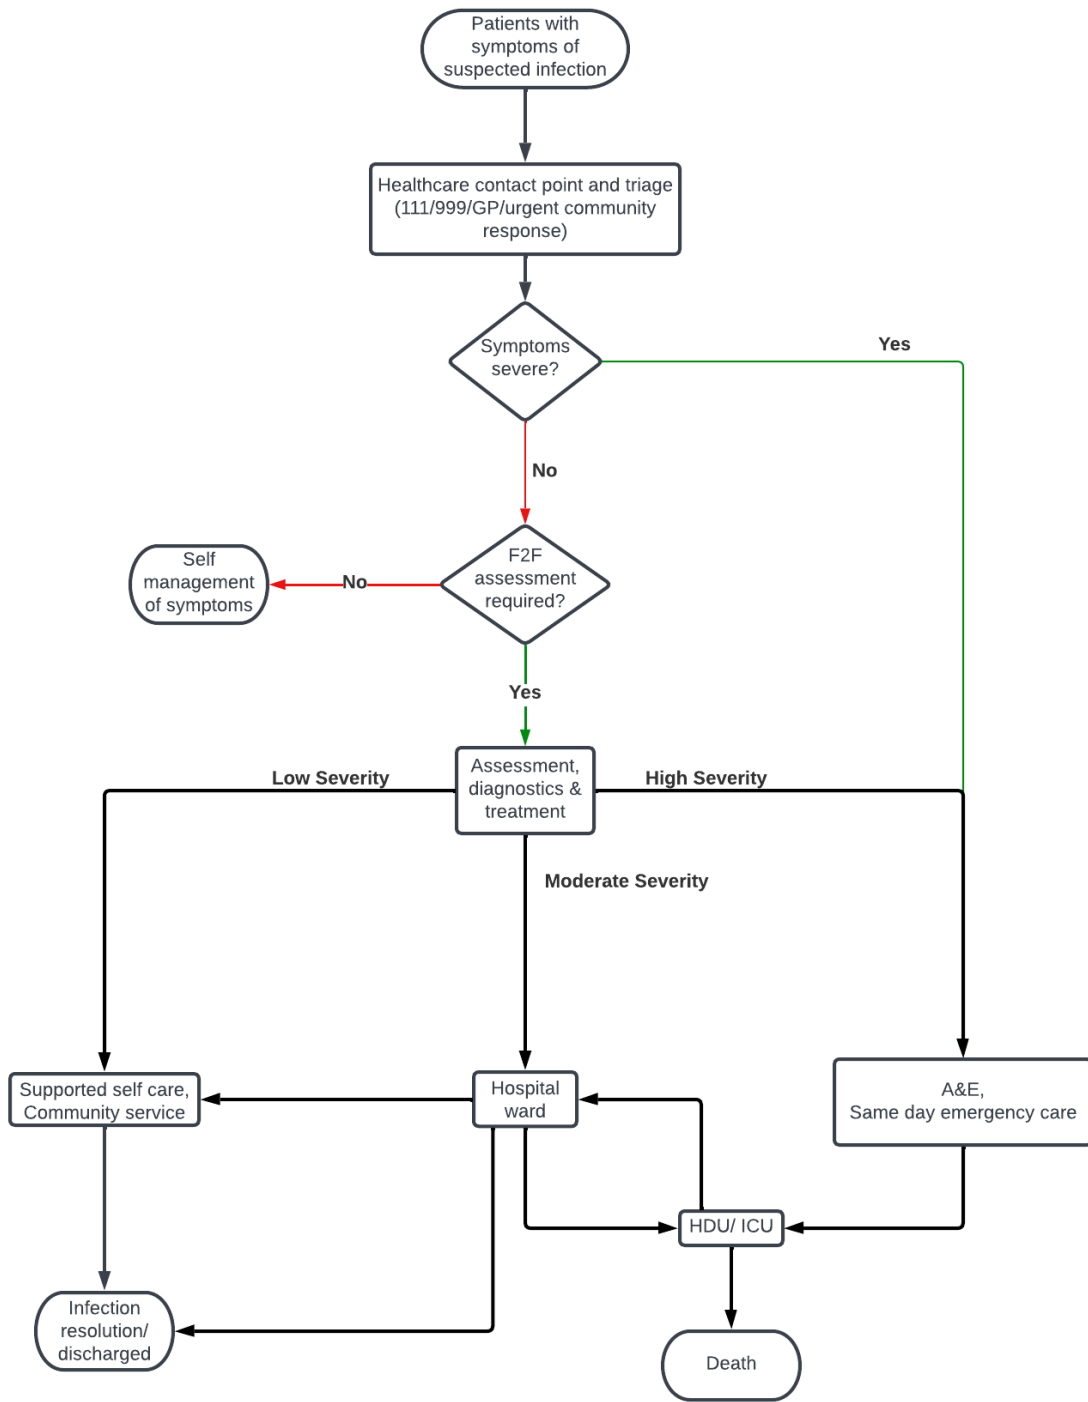 Patients with
symptoms of
suspected infection
Healthcare contact point and triage
(111/999/GP/urgent community
response)
Symptoms
severe?
Yes
No
F2F
assessment
required?
No
Self
management
of symptoms
Yes
Assessment,
diagnostics &
treatment
Low Severity
High Severity
Moderate Severity
Supported self care,
Community service
Hospital
ward
A&E,
Same day emergency care
HDU/ ICU
Infection
resolution/
discharged
Death